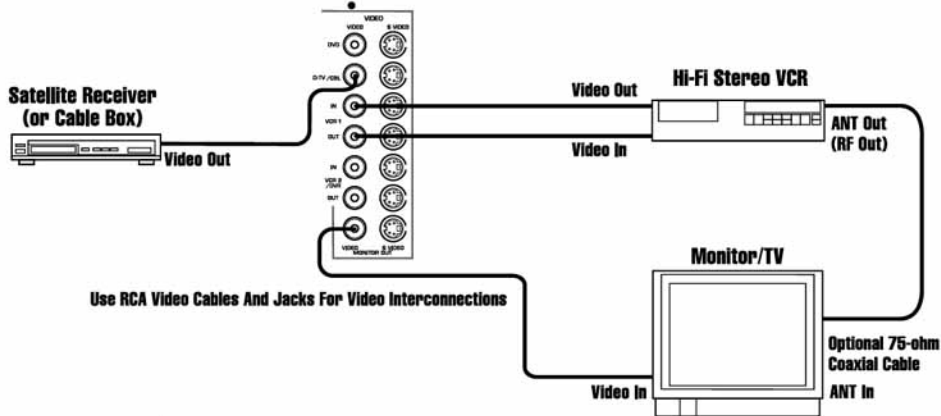 VIDEO
VIDEO
S VIDEO
DVD
D-TV/CBL
IN
VCR 1
OUT
IN
VCR 2
/DVR
OUT
VIDEO
S VIDEO
MONITOR OUT
Satellite Receiver
(or Cable Box)
Video Out
Video Out
Video In
Hi-Fi Stereo VCR
ANT Out
(RF Out)
Use RCA Video Cables And Jacks For Video Interconnections
Monitor/TV
Optional 75-ohm
Coaxial Cable
Video In
ANT In